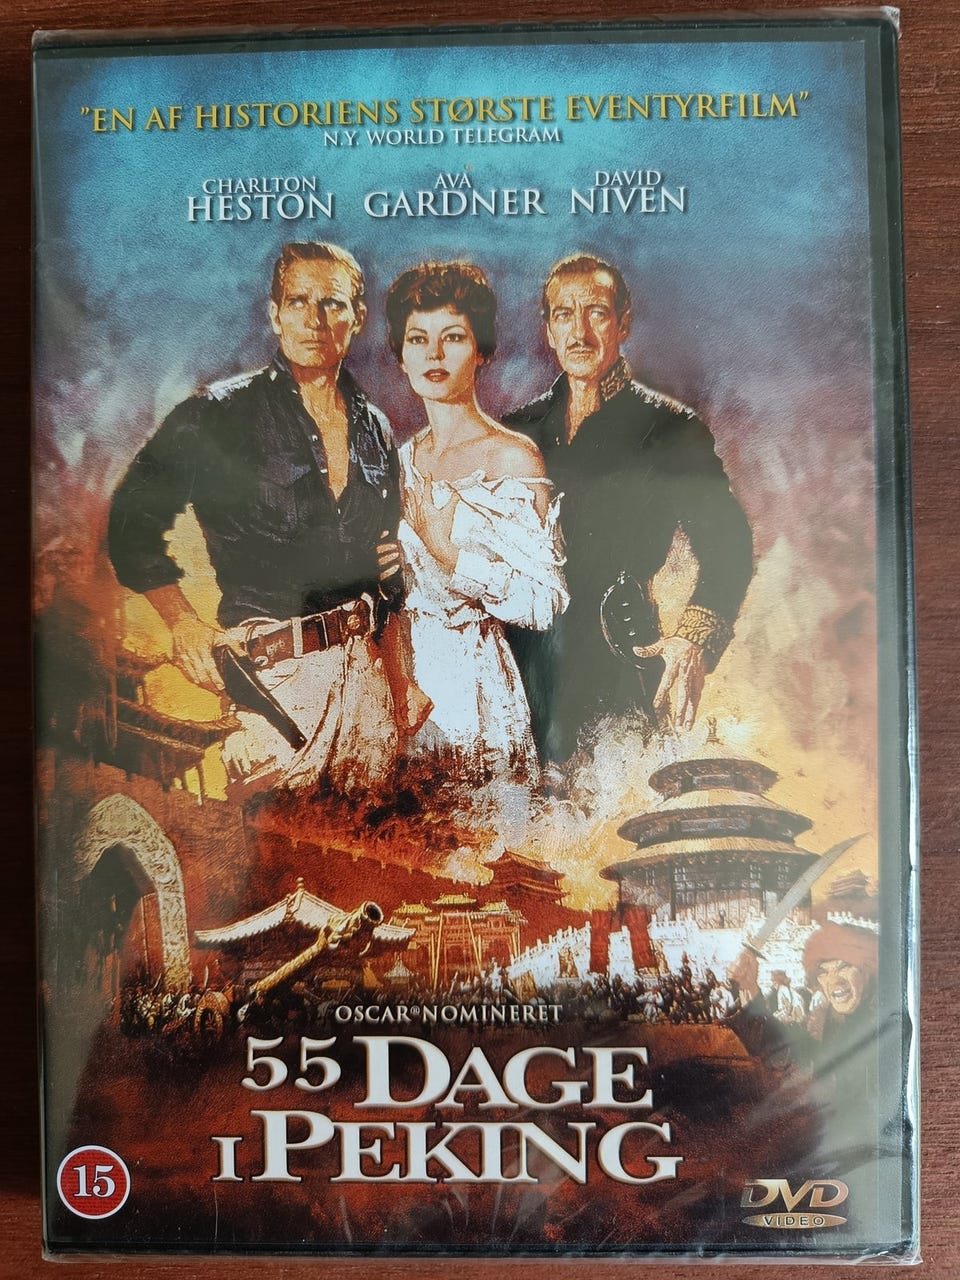 "EN AF HISTORIENS STØRSTE EVENTYRFILM"
N.Y. WORLD TELEGRAM
CHARLTON HESTON
AVA GARDNER
DAVID NIVEN
OSCAR® NOMINERET
55 DAGE
I PEKING
15
DVD
VIDEO